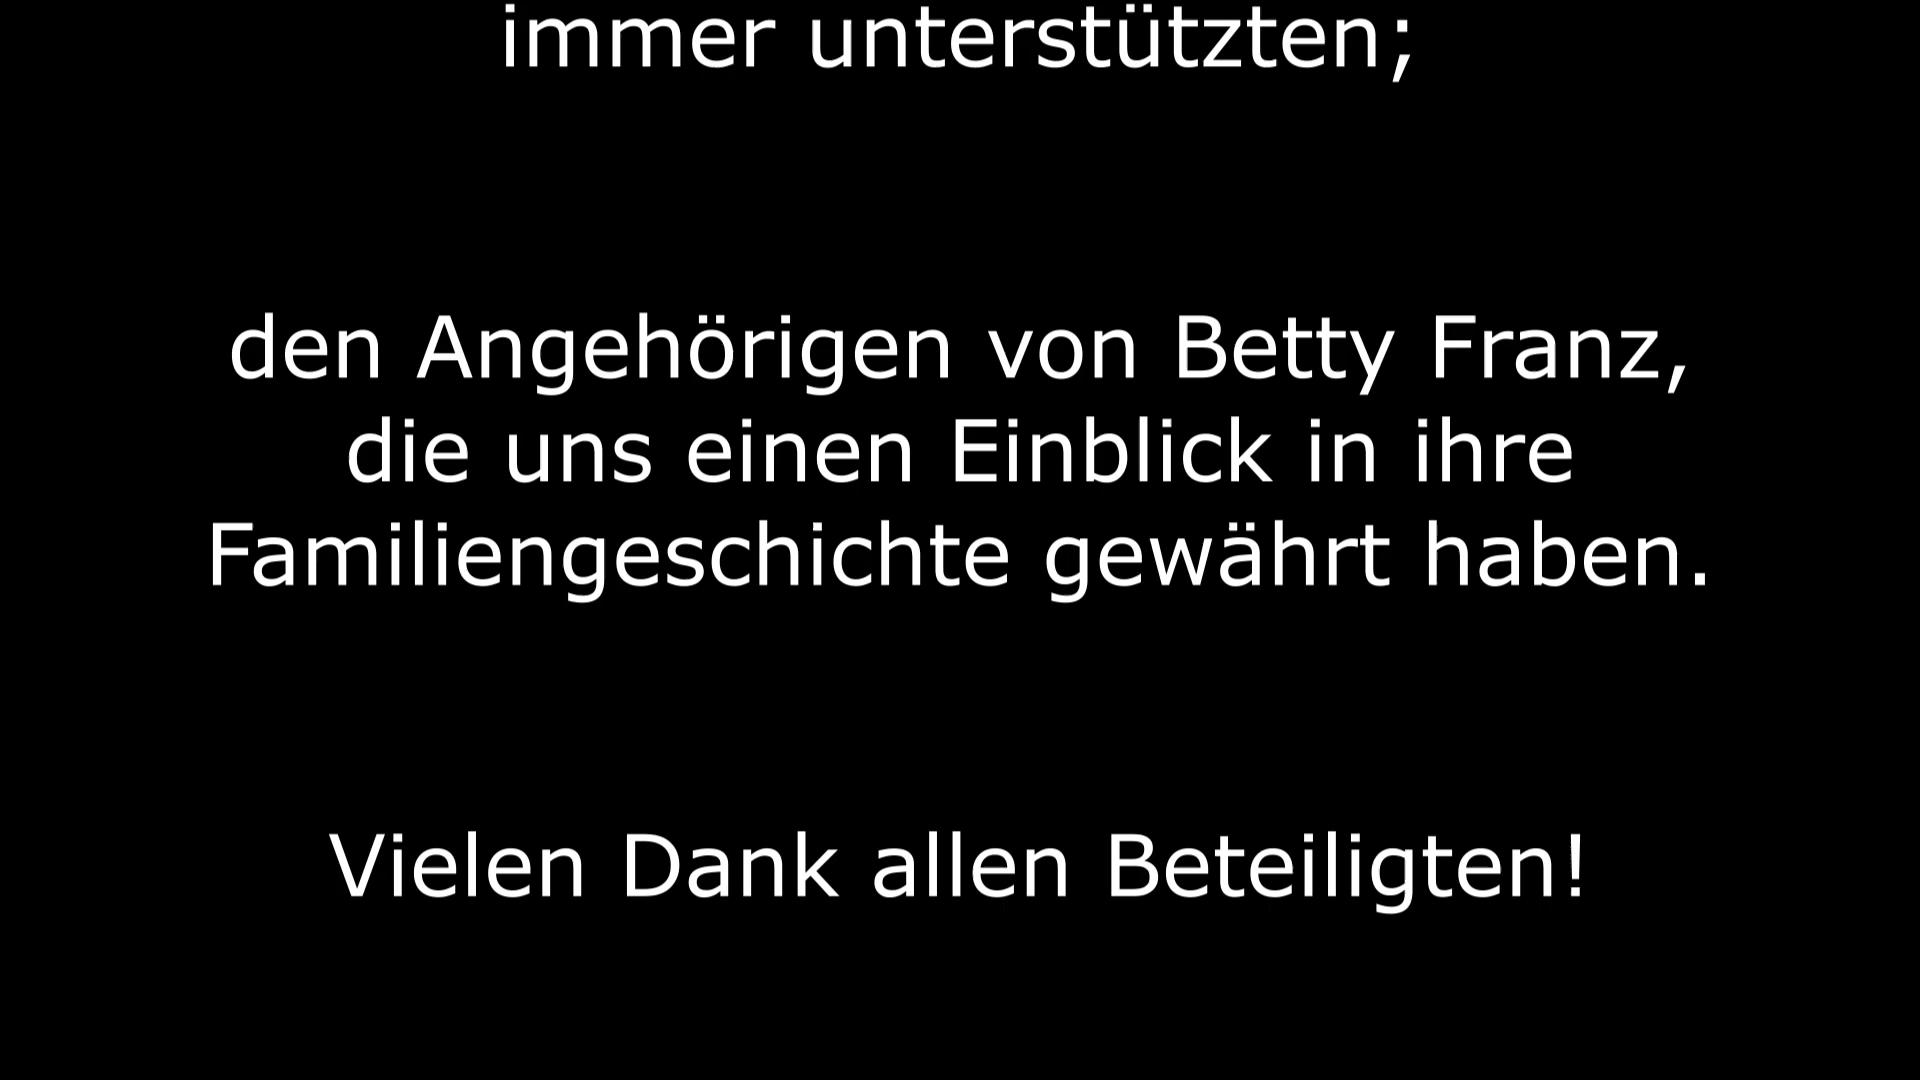 immer unterstützten;
den Angehörigen von Betty Franz,
die uns einen Einblick in ihre
Familiengeschichte gewährt haben.
Vielen Dank allen Beteiligten!